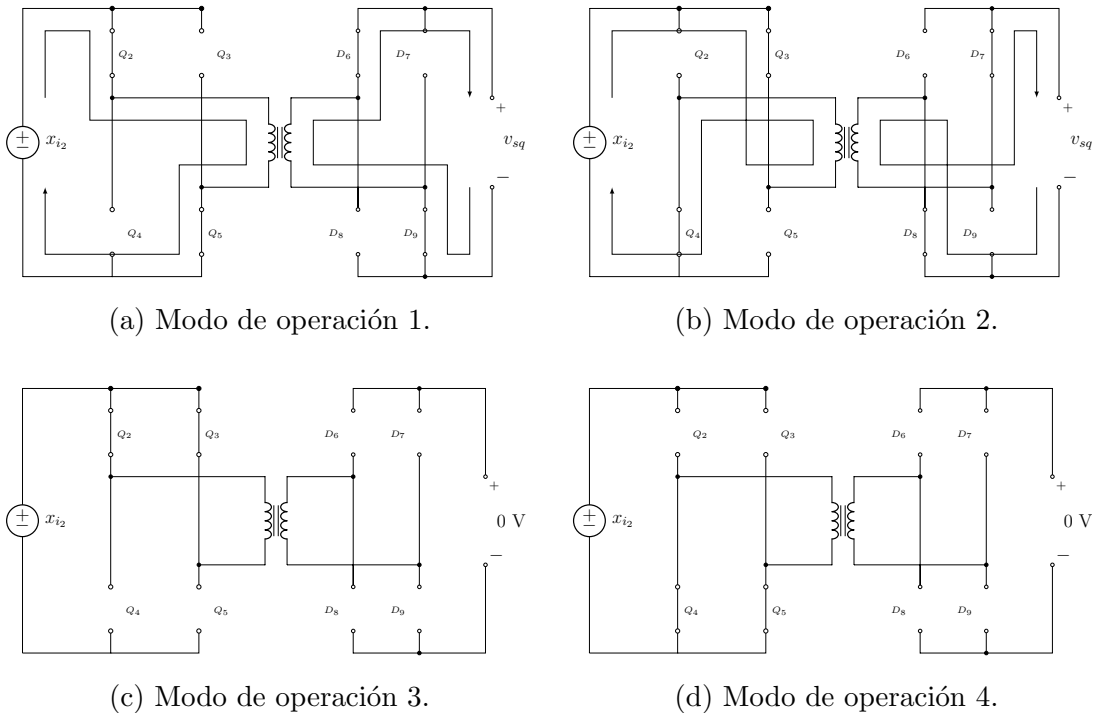 Q2 Q3 D6 D7 Q2 Q3 D6 D7
+ +
x_{i_2} v_{sq} x_{i_2} v_{sq}
− −
Q4 Q5 D8 D9 Q4 Q5 D8 D9
(a) Modo de operación 1. (b) Modo de operación 2.
Q2 Q3 D6 D7 Q2 Q3 D6 D7
+ +
x_{i_2} 0 V x_{i_2} 0 V
− −
Q4 Q5 D8 D9 Q4 Q5 D8 D9
(c) Modo de operación 3. (d) Modo de operación 4.